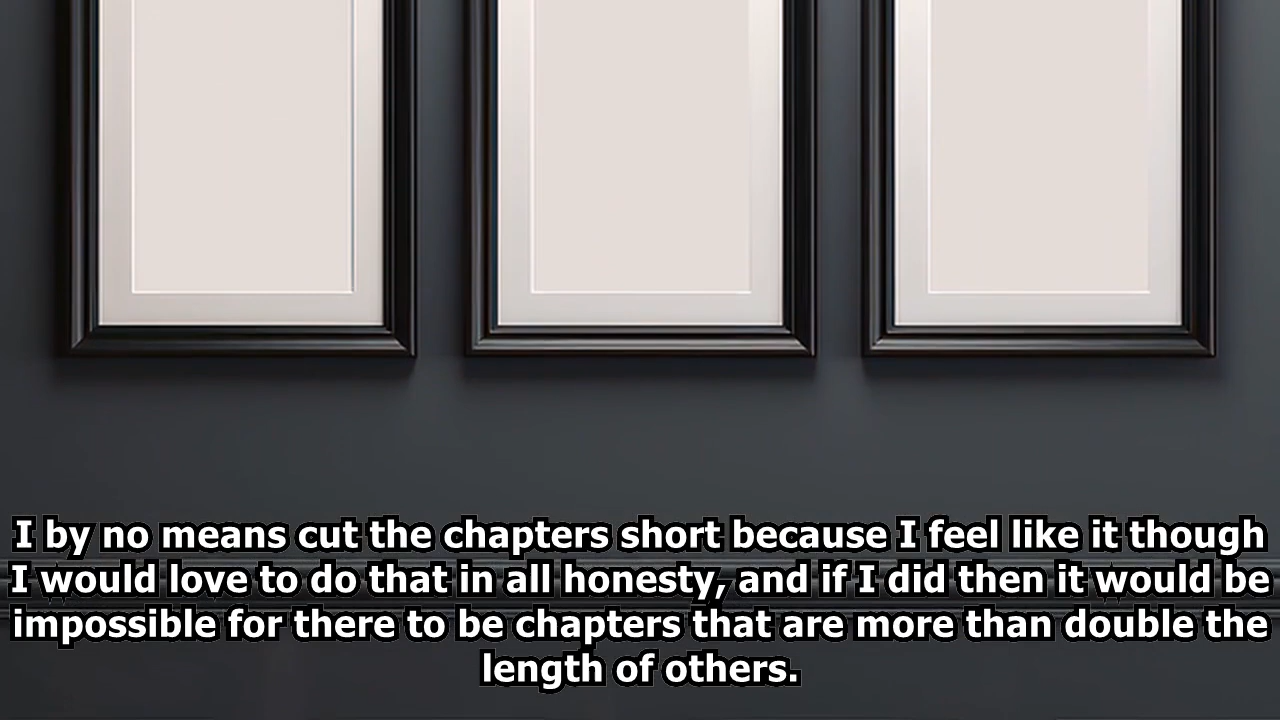 I by no means cut the chapters short because I feel like it though
I would love to do that in all honesty, and if I did then it would be
impossible for there to be chapters that are more than double the
length of others.